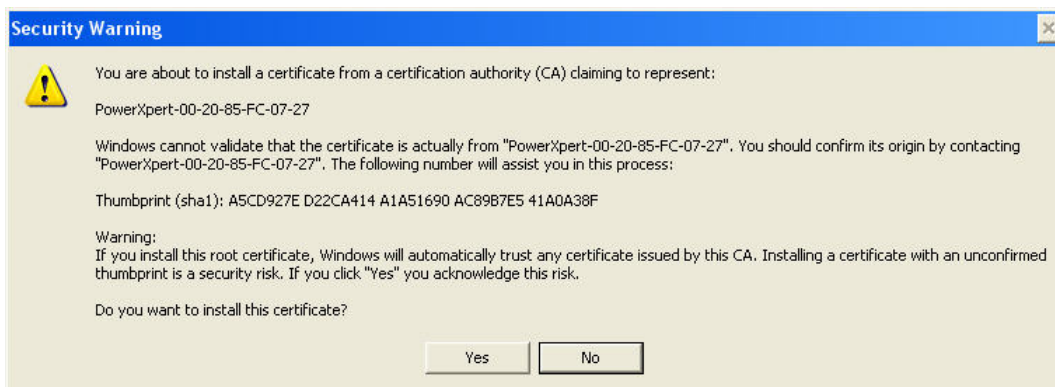 Security Warning
You are about to install a certificate from a certification authority (CA) claiming to represent:
PowerXpert-00-20-85-FC-07-27
Windows cannot validate that the certificate is actually from "PowerXpert-00-20-85-FC-07-27". You should confirm its origin by contacting
"PowerXpert-00-20-85-FC-07-27". The following number will assist you in this process:
Thumbprint (sha1): A5CD927E D22CA414 A1A51690 AC89B7E5 41A0A38F
Warning:
If you install this root certificate, Windows will automatically trust any certificate issued by this CA. Installing a certificate with an unconfirmed
thumbprint is a security risk. If you click "Yes" you acknowledge this risk.
Do you want to install this certificate?
Yes
No